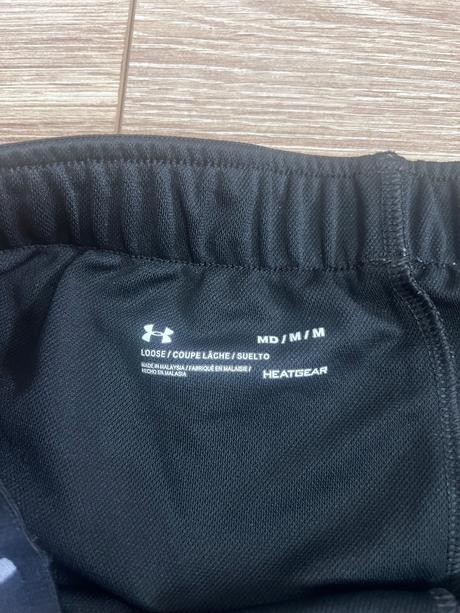 MD / M / M
LOOSE / COUPE LÂCHE / SUELTO
MADE IN MALAYSIA / FABRIQUÉ EN MALAISIE /
HECHO EN MALASIA
HEATGEAR